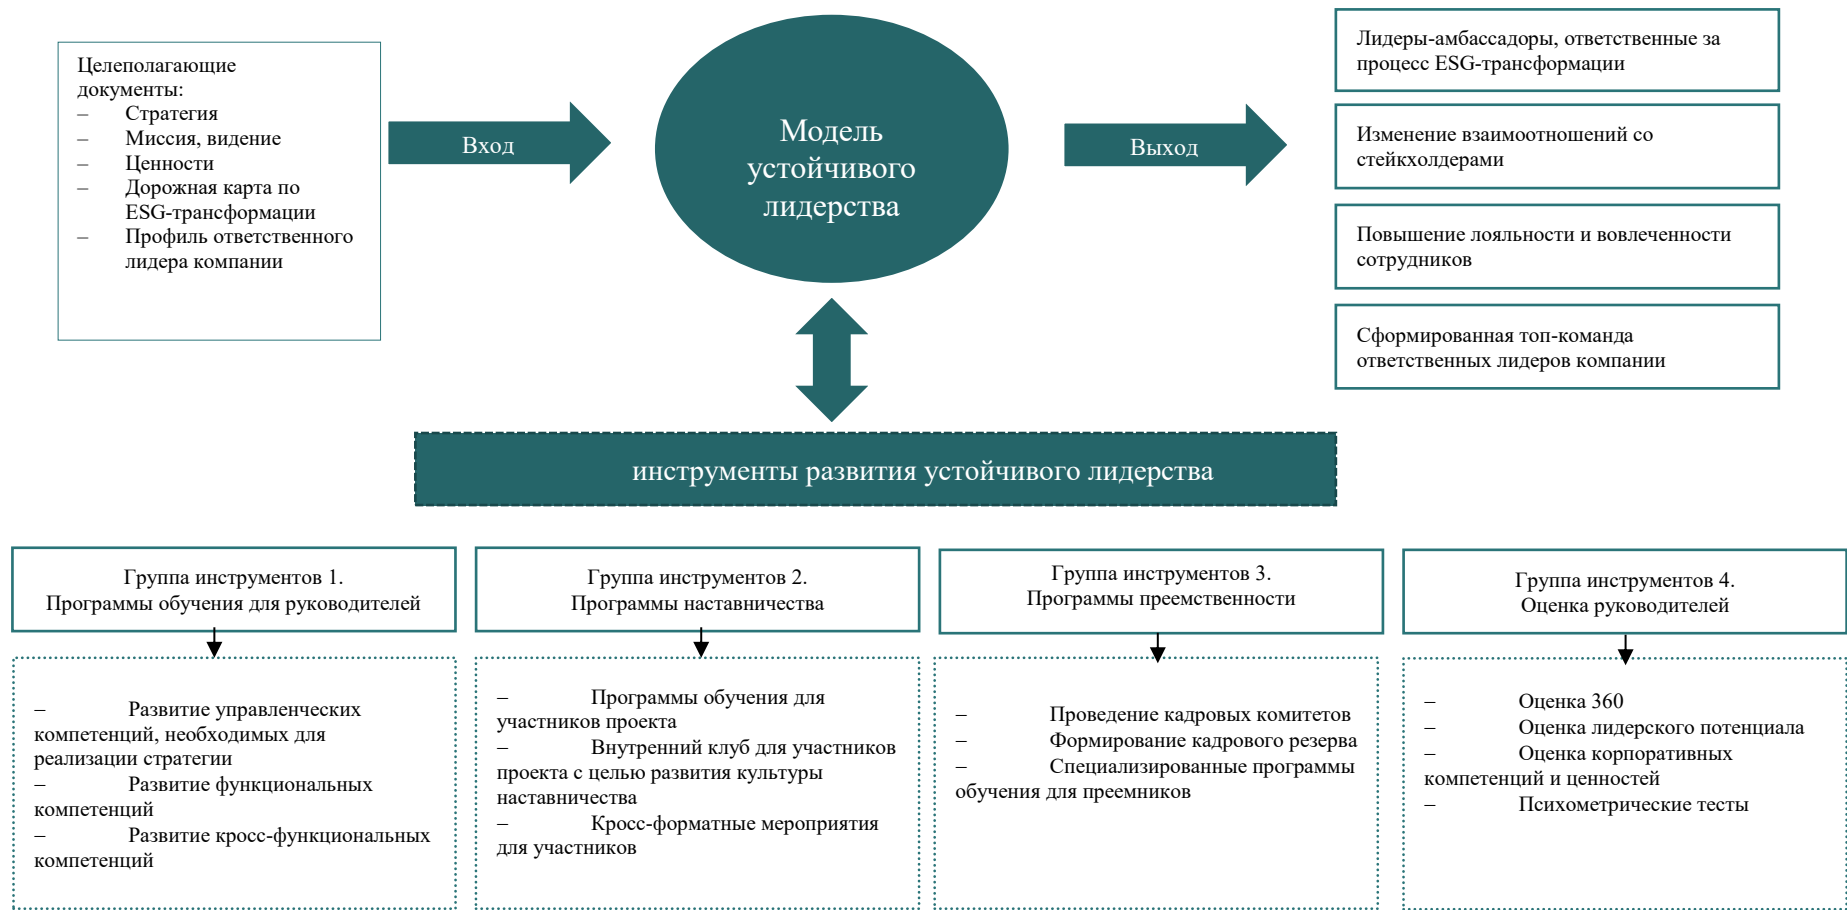 Целеполагающие
документы:
– Стратегия
– Миссия, видение
– Ценности
– Дорожная карта по
ESG-трансформации
– Профиль ответственного
лидера компании
Вход
Модель
устойчивого
лидерства
Выход
Лидеры-амбассадоры, ответственные за
процесс ESG-трансформации
Изменение взаимоотношений со
стейкхолдерами
Повышение лояльности и вовлеченности
сотрудников
Сформированная топ-команда
ответственных лидеров компании
инструменты развития устойчивого лидерства
Группа инструментов 1.
Программы обучения для руководителей
– Развитие управленческих
компетенций, необходимых для
реализации стратегии
– Развитие функциональных
компетенций
– Развитие кросс-функциональных
компетенций
Группа инструментов 2.
Программы наставничества
– Программы обучения для
участников проекта
– Внутренний клуб для участников
проекта с целью развития культуры
наставничества
– Кросс-форматные мероприятия
для участников
Группа инструментов 3.
Программы преемственности
– Проведение кадровых комитетов
– Формирование кадрового резерва
– Специализированные программы
обучения для преемников
Группа инструментов 4.
Оценка руководителей
– Оценка 360
– Оценка лидерского потенциала
– Оценка корпоративных
компетенций и ценностей
– Психометрические тесты